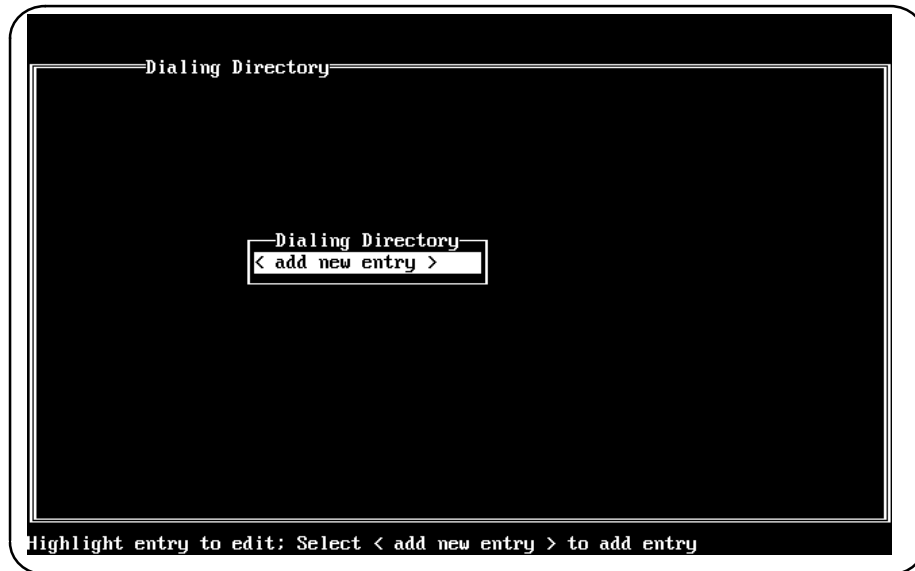 Dialing Directory
Dialing Directory
< add new entry >
Highlight entry to edit; Select < add new entry > to add entry